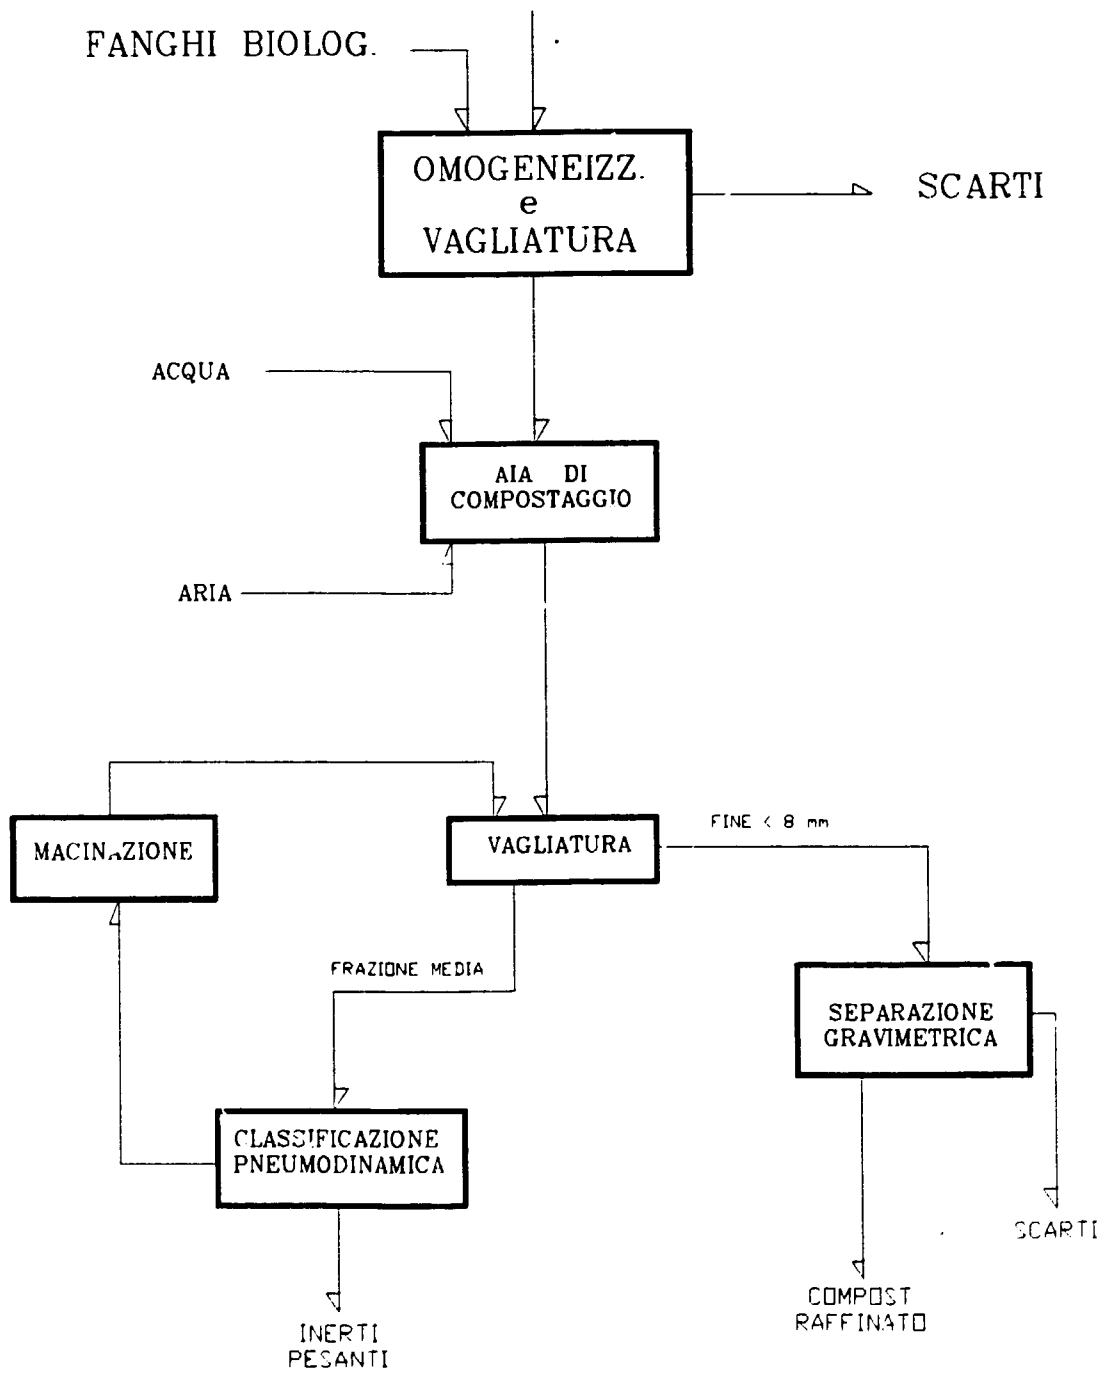 FANGHI BIOLOG.
OMOGENEIZZ.
e
VAGLIATURA
SCARTI
ACQUA
AIA DI
COMPOSTAGGIO
ARIA
MACINAZIONE
VAGLIATURA
FINE < 8 mm
FRAZIONE MEDIA
SEPARAZIONE
GRAVIMETRICA
CLASSIFICAZIONE
PNEUMODINAMICA
SCARTI
COMPOST
RAFFINATO
INERTI
PESANTI